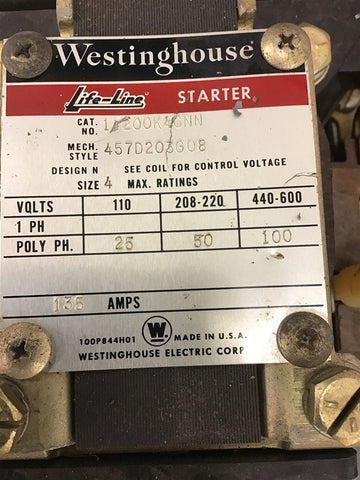 Westinghouse
Life-Line STARTER
CAT.
NO.
MECH.
STYLE 457D203G08
DESIGN N SEE COIL FOR CONTROL VOLTAGE
SIZE 4 MAX. RATINGS
VOLTS 110 208-220 440-600
1 PH
POLY PH. 25 50 100
135 AMPS
W
100P844H01 MADE IN U.S.A.
WESTINGHOUSE ELECTRIC CORP.